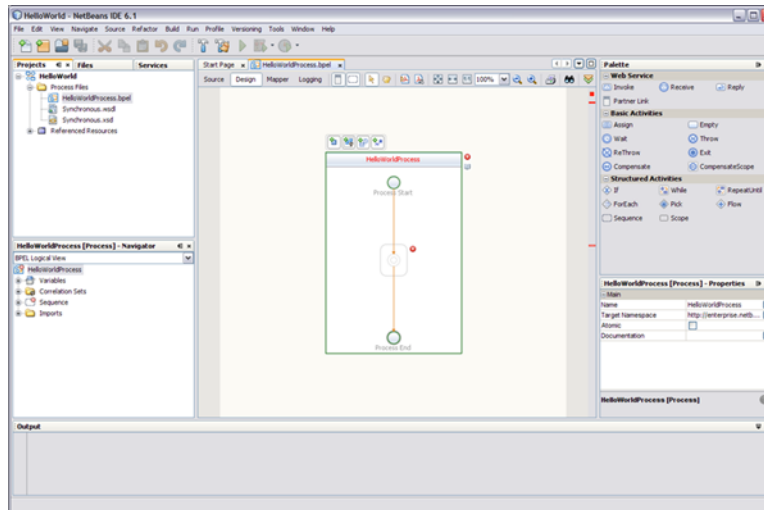 HelloWorld - NetBeans IDE 6.1
File Edit View Navigate Source Refactor Build Run Profile Versioning Tools Window Help
Projects Files Services
HelloWorld
Process Files
HelloWorldProcess.bpel
Synchronous.wsdl
Synchronous.xsd
Referenced Resources
HelloWorldProcess [Process] - Navigator
BPEL Logical View
HelloWorldProcess
Variables
Correlation Sets
Sequence
Imports
Start Page HelloWorldProcess.bpel
Source Design Mapper Logging 100%
HelloWorldProcess
Process Start
Process End
Palette
Web Service
Invoke Receive Reply
Partner Link
Basic Activities
Assign Empty
Wait Throw
ReThrow Exit
Compensate CompensateScope
Structured Activities
If While RepeatUntil
ForEach Pick Flow
Sequence Scope
HelloWorldProcess [Process] - Properties
Main
Name HelloWorldProcess
Target Namespace http://enterprise.netb...
Atomic
Documentation
HelloWorldProcess [Process]
Output